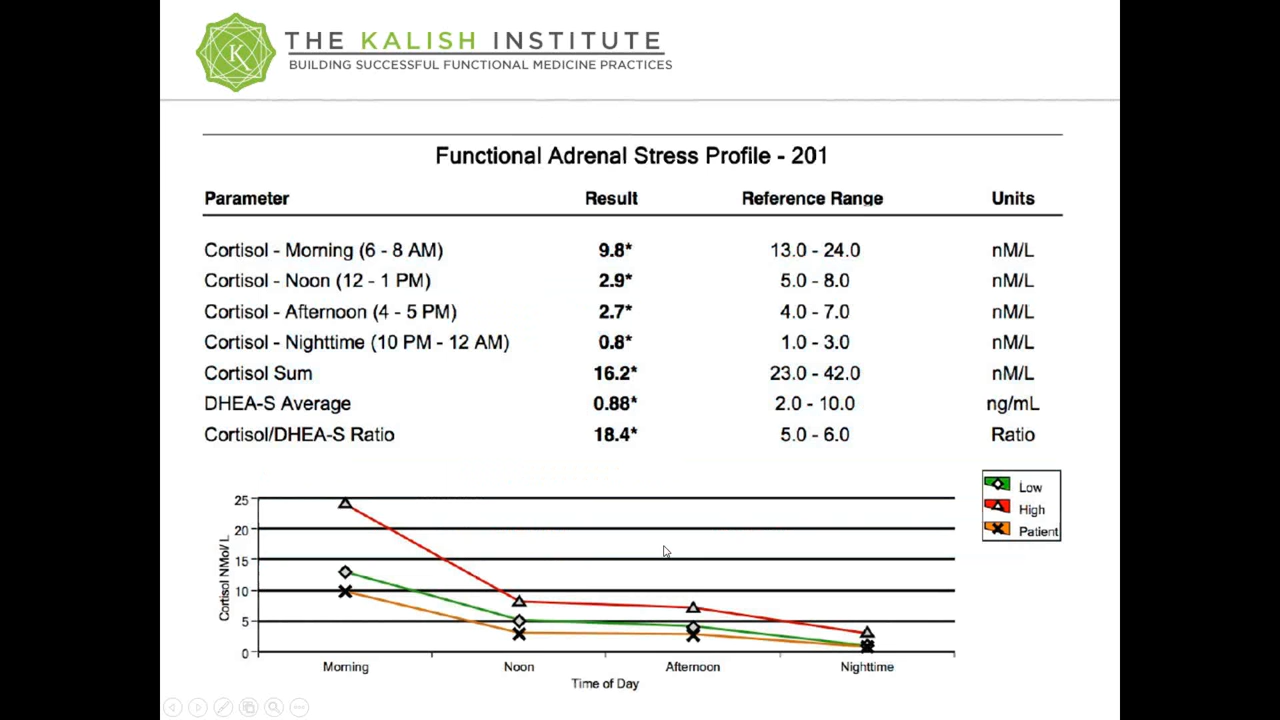 THE KALISH INSTITUTE
BUILDING SUCCESSFUL FUNCTIONAL MEDICINE PRACTICES
K
Functional Adrenal Stress Profile - 201
Parameter Result Reference Range Units
Cortisol - Morning (6 - 8 AM) 9.8* 13.0 - 24.0 nM/L
Cortisol - Noon (12 - 1 PM) 2.9* 5.0 - 8.0 nM/L
Cortisol - Afternoon (4 - 5 PM) 2.7* 4.0 - 7.0 nM/L
Cortisol - Nighttime (10 PM - 12 AM) 0.8* 1.0 - 3.0 nM/L
Cortisol Sum 16.2* 23.0 - 42.0 nM/L
DHEA-S Average 0.88* 2.0 - 10.0 ng/mL
Cortisol/DHEA-S Ratio 18.4* 5.0 - 6.0 Ratio
Low
High
Patient
Cortisol NMol/ L
25
20
15
10
5
0
Morning Noon Afternoon Nighttime
Time of Day